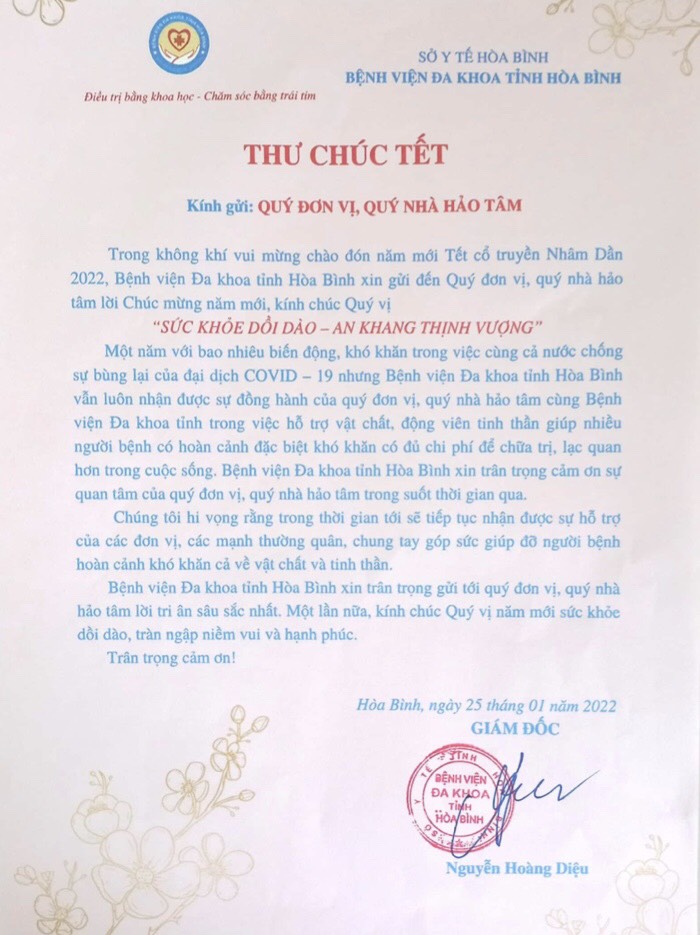 Điều trị bằng khoa học - Chăm sóc bằng trái tim
SỞ Y TẾ HÒA BÌNH
BỆNH VIỆN ĐA KHOA TỈNH HÒA BÌNH
THƯ CHÚC TẾT
Kính gửi: QUÝ ĐƠN VỊ, QUÝ NHÀ HẢO TÂM
Trong không khí vui mừng chào đón năm mới Tết cổ truyền Nhâm Dần
2022, Bệnh viện Đa khoa tỉnh Hòa Bình xin gửi đến Quý đơn vị, quý nhà hảo
tâm lời Chúc mừng năm mới, kính chúc Quý vị
“SỨC KHỎE DỒI DÀO – AN KHANG THỊNH VƯỢNG”
Một năm với bao nhiêu biến động, khó khăn trong việc cùng cả nước chống
sự bùng lại của đại dịch COVID – 19 nhưng Bệnh viện Đa khoa tỉnh Hòa Bình
vẫn luôn nhận được sự đồng hành của quý đơn vị, quý nhà hảo tâm cùng Bệnh
viện Đa khoa tỉnh trong việc hỗ trợ vật chất, động viên tinh thần giúp nhiều
người bệnh có hoàn cảnh đặc biệt khó khăn có đủ chi phí để chữa trị, lạc quan
hơn trong cuộc sống. Bệnh viện Đa khoa tỉnh Hòa Bình xin trân trọng cảm ơn sự
quan tâm của quý đơn vị, quý nhà hảo tâm trong suốt thời gian qua.
Chúng tôi hi vọng rằng trong thời gian tới sẽ tiếp tục nhận được sự hỗ trợ
của các đơn vị, các mạnh thường quân, chung tay góp sức giúp đỡ người bệnh
hoàn cảnh khó khăn cả về vật chất và tinh thần.
Bệnh viện Đa khoa tỉnh Hòa Bình xin trân trọng gửi tới quý đơn vị, quý nhà
hảo tâm lời tri ân sâu sắc nhất. Một lần nữa, kính chúc Quý vị năm mới sức khỏe
dồi dào, tràn ngập niềm vui và hạnh phúc.
Trân trọng cảm ơn!
Hòa Bình, ngày 25 tháng 01 năm 2022
GIÁM ĐỐC
BỆNH VIỆN
ĐA KHOA
TỈNH
HÒA BÌNH
Nguyễn Hoàng Diệu